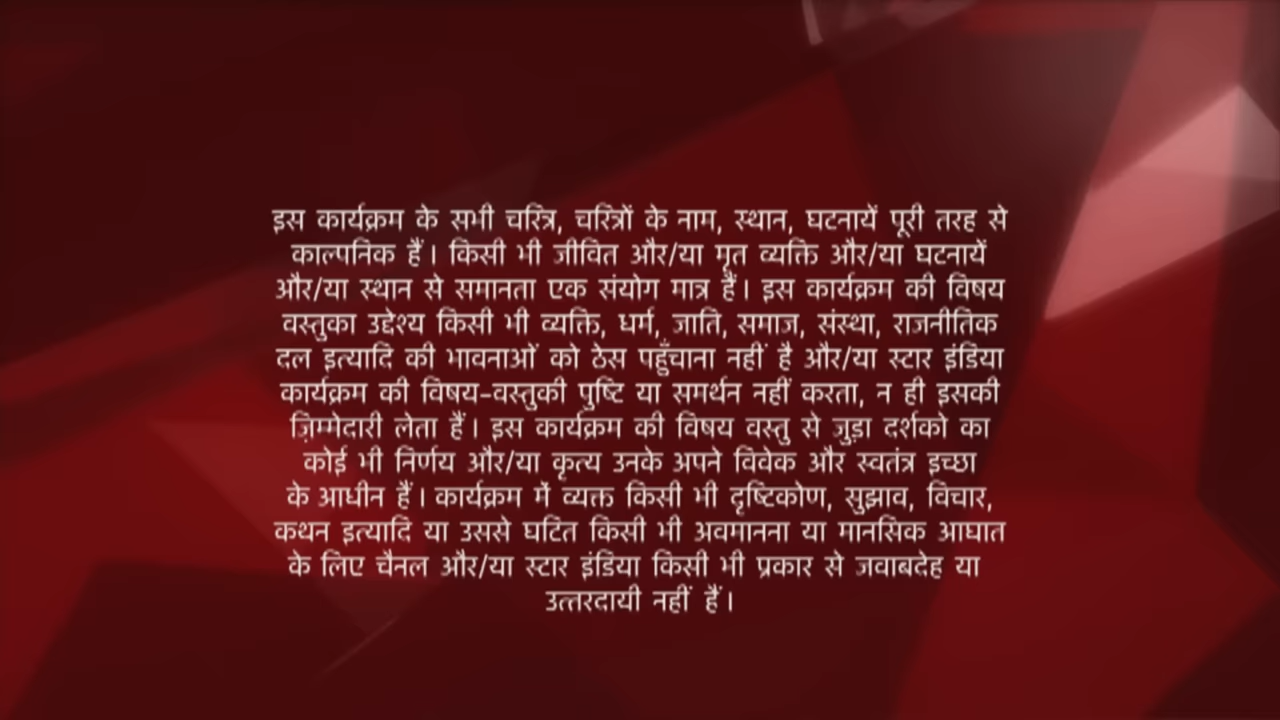 इस कार्यक्रम के सभी चरित्र, चरित्रों के नाम, स्थान, घटनायें पूरी तरह से
काल्पनिक हैं। किसी भी जीवित और/या मृत व्यक्ति और/या घटनायें
और/या स्थान से समानता एक संयोग मात्र हैं। इस कार्यक्रम की विषय
वस्तुका उद्देश्य किसी भी व्यक्ति, धर्म, जाति, समाज, संस्था, राजनीतिक
दल इत्यादि की भावनाओं को ठेस पहुँचाना नहीं है और/या स्टार इंडिया
कार्यक्रम की विषय-वस्तुकी पुष्टि या समर्थन नहीं करता, न ही इसकी
ज़िम्मेदारी लेता हैं। इस कार्यक्रम की विषय वस्तु से जुड़ा दर्शको का
कोई भी निर्णय और/या कृत्य उनके अपने विवेक और स्वतंत्र इच्छा
के आधीन हैं। कार्यक्रम में व्यक्त किसी भी दृष्टिकोण, सुझाव, विचार,
कथन इत्यादि या उससे घटित किसी भी अवमानना या मानसिक आघात
के लिए चैनल और/या स्टार इंडिया किसी भी प्रकार से जवाबदेह या
उत्तरदायी नहीं हैं।